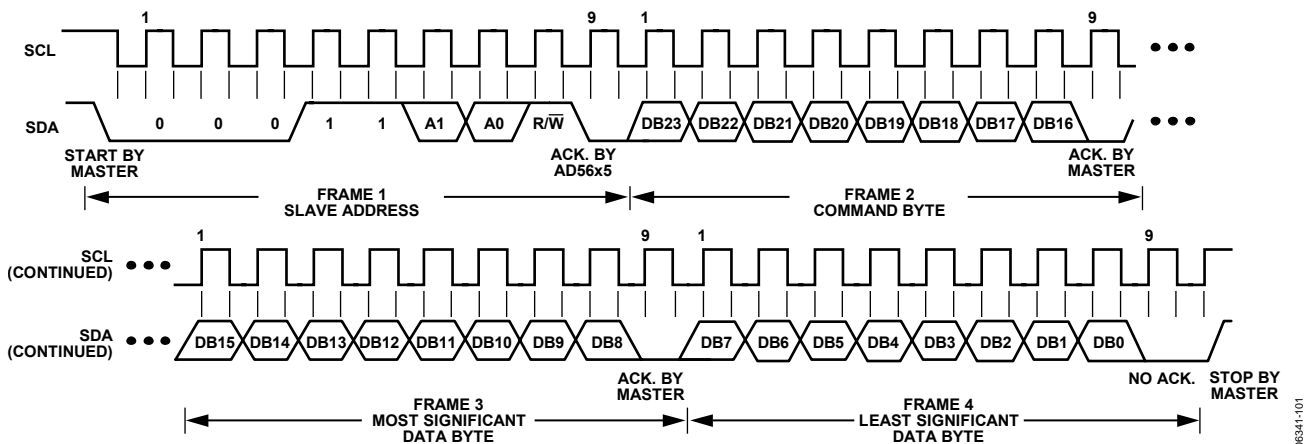 1 9 1 9
SCL
SDA 0 0 0 1 1 A1 A0 R/W̅ DB23 DB22 DB21 DB20 DB19 DB18 DB17 DB16
START BY
MASTER
ACK. BY
AD56x5
ACK. BY
MASTER
FRAME 1
SLAVE ADDRESS
FRAME 2
COMMAND BYTE
1 9 1 9
SCL
(CONTINUED)
SDA
(CONTINUED)
DB15 DB14 DB13 DB12 DB11 DB10 DB9 DB8 DB7 DB6 DB5 DB4 DB3 DB2 DB1 DB0
ACK. BY
MASTER
NO ACK.
STOP BY
MASTER
FRAME 3
MOST SIGNIFICANT
DATA BYTE
FRAME 4
LEAST SIGNIFICANT
DATA BYTE